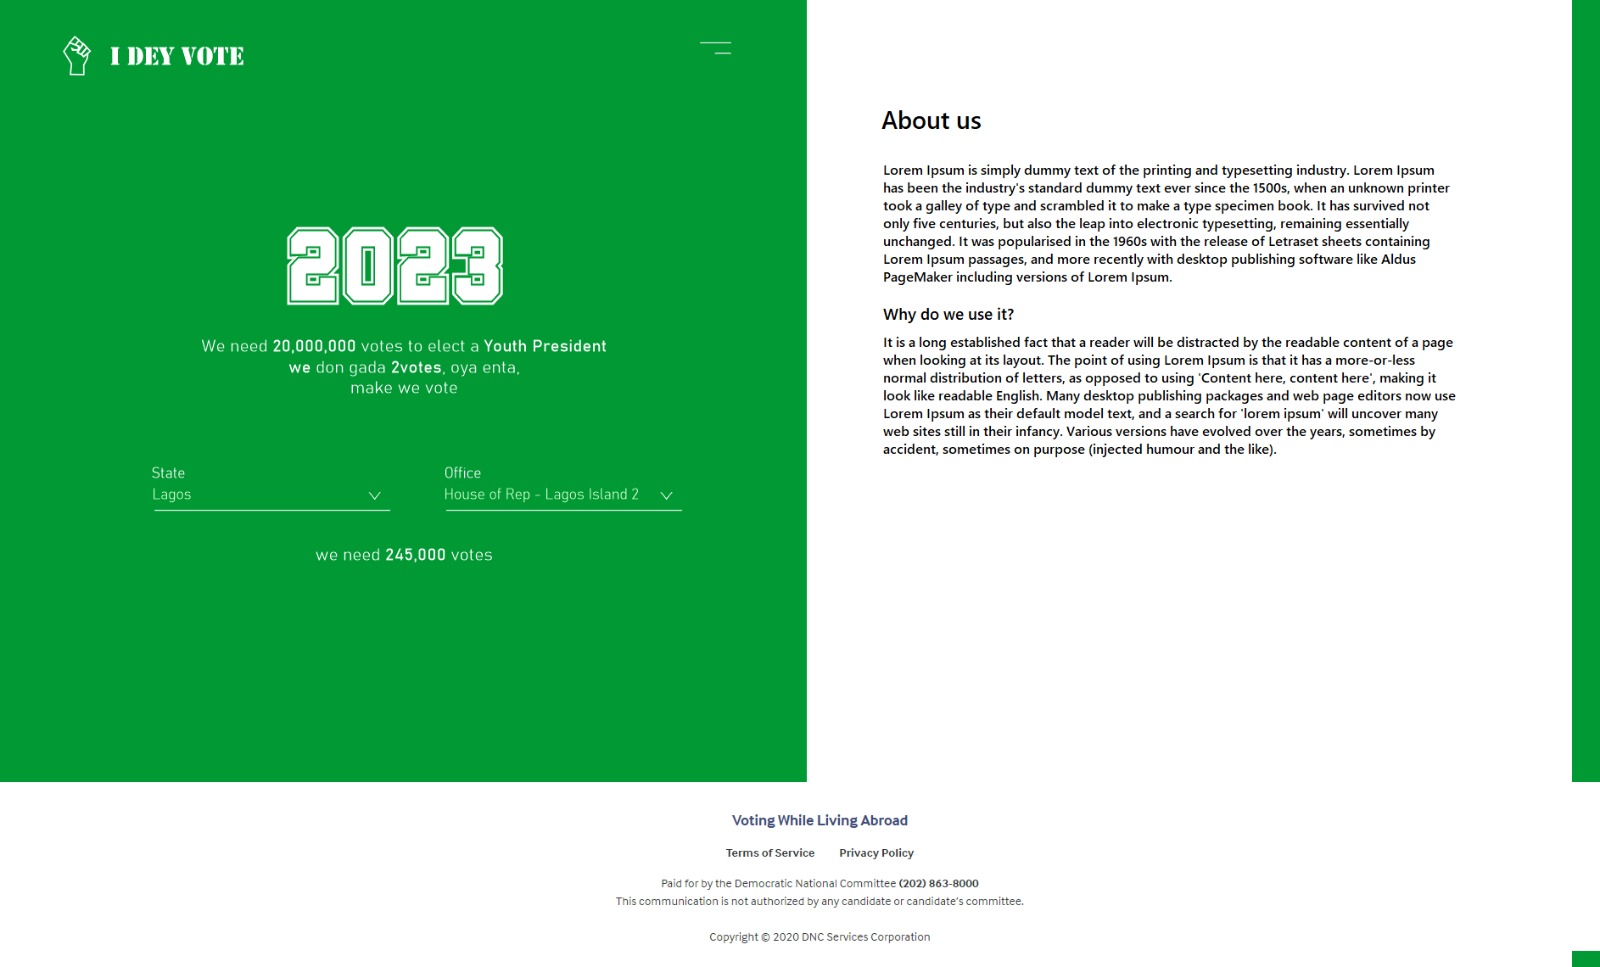 I DEY VOTE
2023
We need 20,000,000 votes to elect a Youth President
we don gada 2votes, oya enta,
make we vote
State
Lagos
Office
House of Rep - Lagos Island 2
we need 245,000 votes
About us
Lorem Ipsum is simply dummy text of the printing and typesetting industry. Lorem Ipsum
has been the industry's standard dummy text ever since the 1500s, when an unknown printer
took a galley of type and scrambled it to make a type specimen book. It has survived not
only five centuries, but also the leap into electronic typesetting, remaining essentially
unchanged. It was popularised in the 1960s with the release of Letraset sheets containing
Lorem Ipsum passages, and more recently with desktop publishing software like Aldus
PageMaker including versions of Lorem Ipsum.
Why do we use it?
It is a long established fact that a reader will be distracted by the readable content of a page
when looking at its layout. The point of using Lorem Ipsum is that it has a more-or-less
normal distribution of letters, as opposed to using 'Content here, content here', making it
look like readable English. Many desktop publishing packages and web page editors now use
Lorem Ipsum as their default model text, and a search for 'lorem ipsum' will uncover many
web sites still in their infancy. Various versions have evolved over the years, sometimes by
accident, sometimes on purpose (injected humour and the like).
Voting While Living Abroad
Terms of Service Privacy Policy
Paid for by the Democratic National Committee (202) 863-8000
This communication is not authorized by any candidate or candidate's committee.
Copyright © 2020 DNC Services Corporation